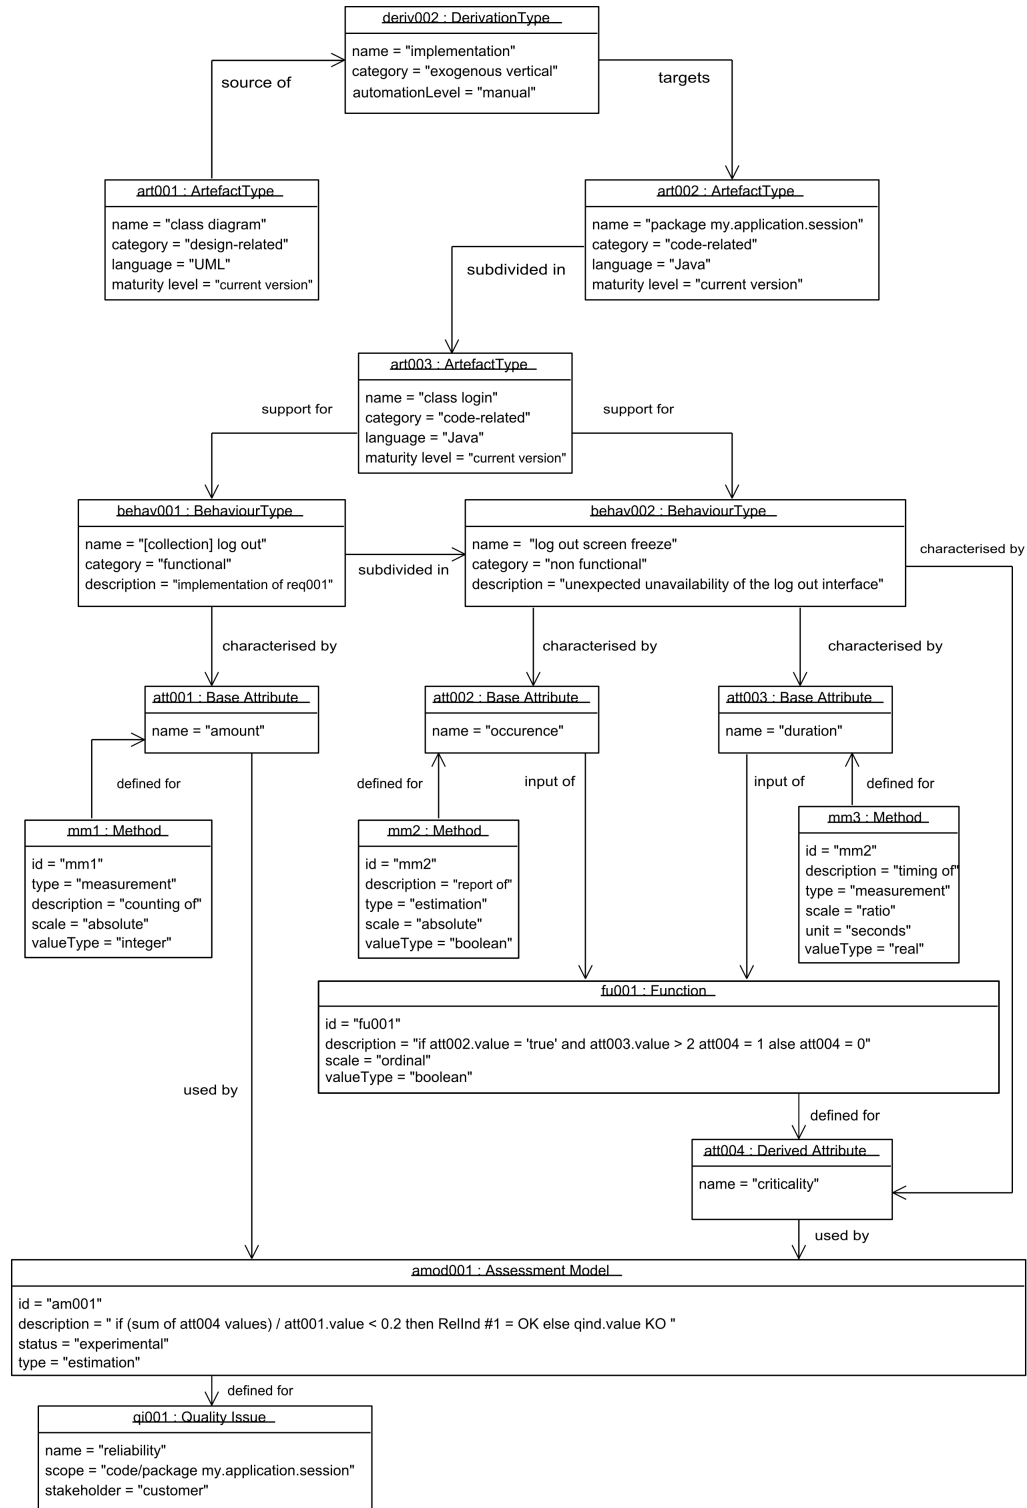 deriv002 : DerivationType
name = "implementation"
category = "exogenous vertical"
automationLevel = "manual"
source of
targets
art001 : ArtefactType
name = "class diagram"
category = "design-related"
language = "UML"
maturity level = "current version"
art002 : ArtefactType
name = "package my.application.session"
category = "code-related"
language = "Java"
maturity level = "current version"
subdivided in
art003 : ArtefactType
name = "class login"
category = "code-related"
language = "Java"
maturity level = "current version"
support for
support for
behav001 : BehaviourType
name = "[collection] log out"
category = "functional"
description = "implementation of req001"
subdivided in
behav002 : BehaviourType
name =  "log out screen freeze"
category = "non functional"
description = "unexpected unavailability of the log out interface"
characterised by
characterised by
characterised by
characterised by
att001 : Base Attribute
name = "amount"
att002 : Base Attribute
name = "occurence"
att003 : Base Attribute
name = "duration"
defined for
defined for
input of
input of
defined for
mm1 : Method
id = "mm1"
type = "measurement"
description = "counting of"
scale = "absolute"
valueType = "integer"
mm2 : Method
id = "mm2"
description = "report of"
type = "estimation"
scale = "absolute"
valueType = "boolean"
mm3 : Method
id = "mm2"
description = "timing of"
type = "measurement"
scale = "ratio"
unit = "seconds"
valueType = "real"
fu001 : Function
id = "fu001"
description = "if att002.value = 'true' and att003.value > 2 att004 = 1 alse att004 = 0"
scale = "ordinal"
valueType = "boolean"
used by
defined for
att004 : Derived Attribute
name = "criticality"
used by
amod001 : Assessment Model
id = "am001"
description = " if (sum of att004 values) / att001.value < 0.2 then RelInd #1 = OK else qind.value KO "
status = "experimental"
type = "estimation"
defined for
qi001 : Quality Issue
name = "reliability"
scope = "code/package my.application.session"
stakeholder = "customer"